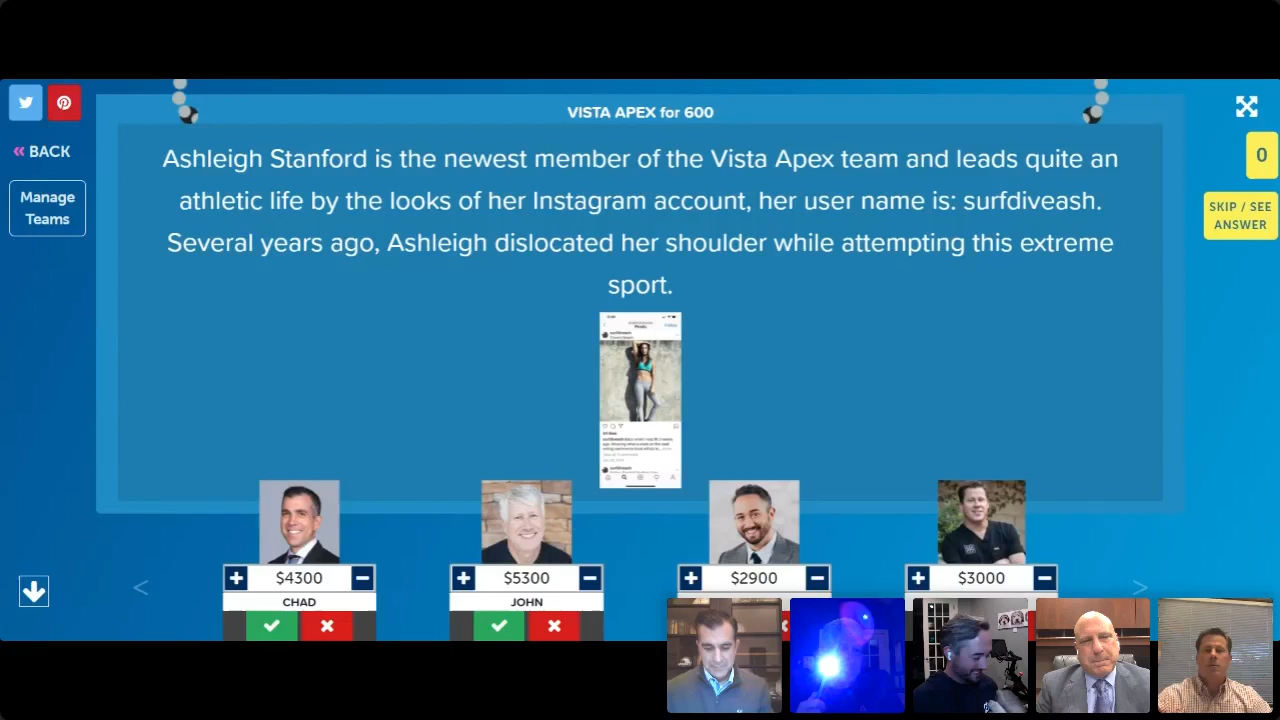 VISTA APEX for 600
« BACK
Manage
Teams
Ashleigh Stanford is the newest member of the Vista Apex team and leads quite an
athletic life by the looks of her Instagram account, her user name is: surfdiveash.
Several years ago, Ashleigh dislocated her shoulder while attempting this extreme
sport.
0
SKIP / SEE
ANSWER
+ $4300 −
CHAD
+ $5300 −
JOHN
+ $2900 −
+ $3000 −